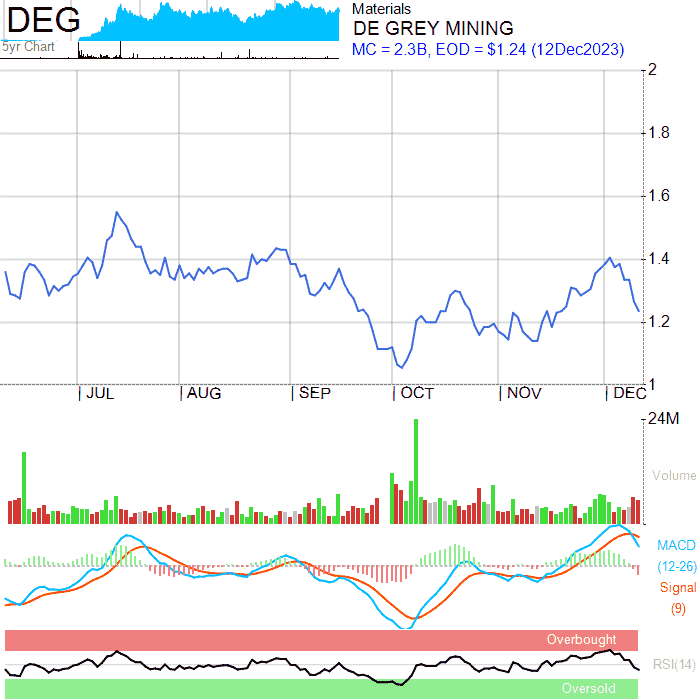 DEG
5yr Chart
Materials
DE GREY MINING
MC = 2.3B, EOD = $1.24 (12Dec2023)
2
1.8
1.6
1.4
1.2
1
JUL AUG SEP OCT NOV DEC
24M
Volume
MACD
(12-26)
Signal
(9)
Overbought
RSI(14)
Oversold